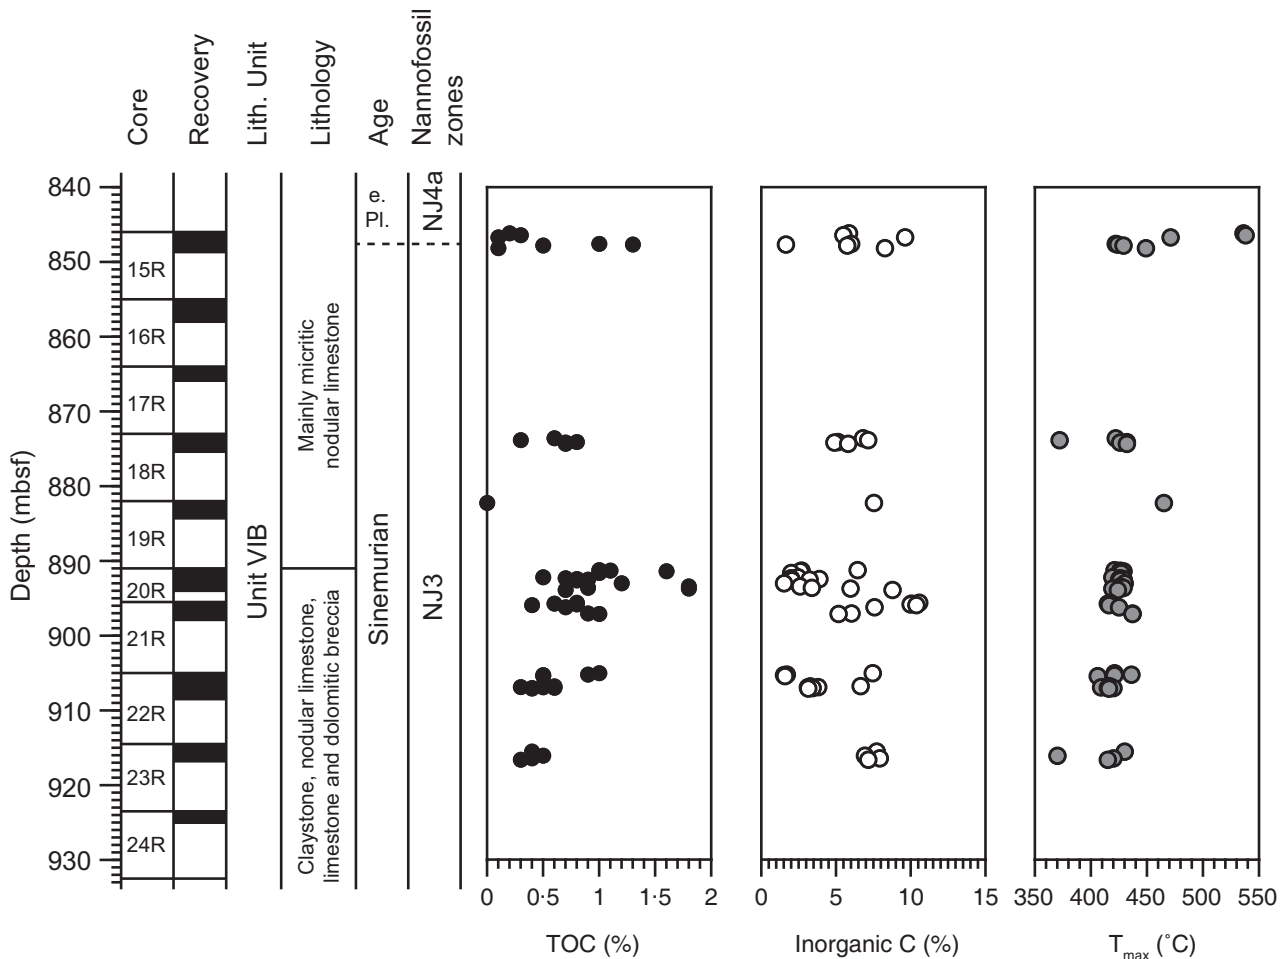 Core
Recovery
Lith. Unit
Lithology
Age
Nannofossil
zones
Depth (mbsf)
840
850
860
870
880
890
900
910
920
930
15R
16R
17R
18R
19R
20R
21R
22R
23R
24R
Unit VIB
Mainly micritic
nodular limestone
Claystone, nodular limestone,
limestone and dolomitic breccia
e.
Pl.
Sinemurian
NJ4a
NJ3
0 0·5 1 1·5 2
TOC (%)
0 5 10 15
Inorganic C (%)
350 400 450 500 550
Tmax (˚C)